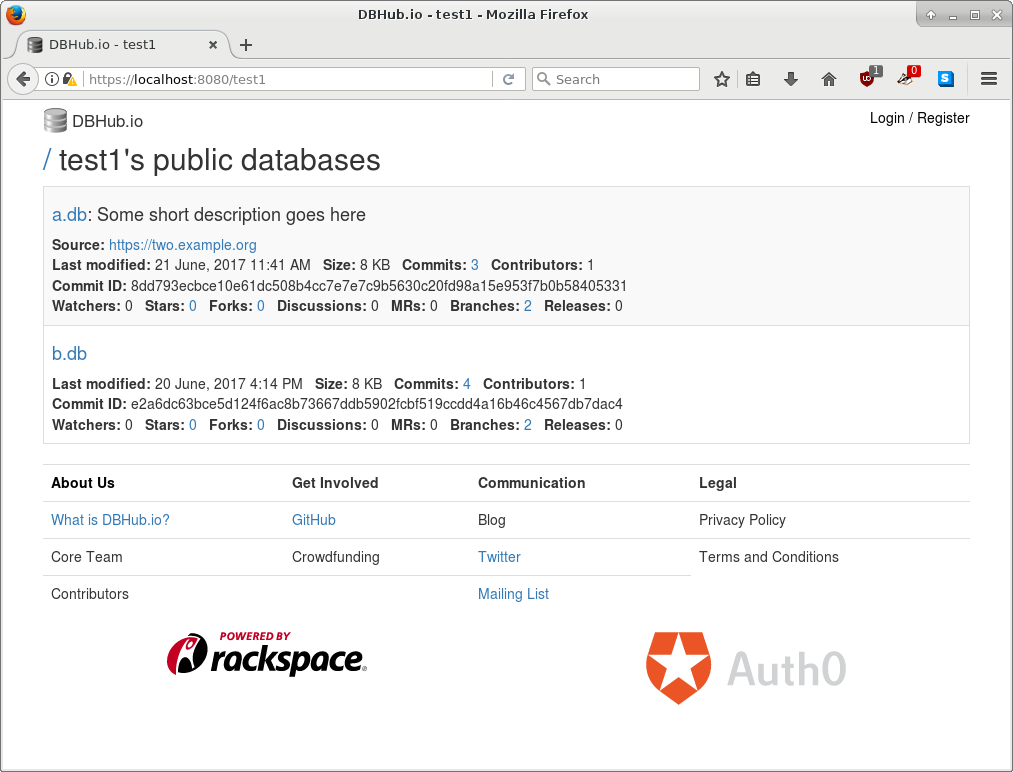 DBHub.io - test1 - Mozilla Firefox
DBHub.io - test1
https://localhost:8080/test1
Search
1
0
S
DBHub.io
Login / Register
/ test1's public databases
a.db: Some short description goes here
Source: https://two.example.org
Last modified: 21 June, 2017 11:41 AM Size: 8 KB Commits: 3 Contributors: 1
Commit ID: 8dd793ecbce10e61dc508b4cc7e7e7c9b5630c20fd98a15e953f7b0b58405331
Watchers: 0 Stars: 0 Forks: 0 Discussions: 0 MRs: 0 Branches: 2 Releases: 0
b.db
Last modified: 20 June, 2017 4:14 PM Size: 8 KB Commits: 4 Contributors: 1
Commit ID: e2a6dc63bce5d124f6ac8b73667ddb5902fcbf519ccdd4a16b46c4567db7dac4
Watchers: 0 Stars: 0 Forks: 0 Discussions: 0 MRs: 0 Branches: 2 Releases: 0
About Us Get Involved Communication Legal
What is DBHub.io? GitHub Blog Privacy Policy
Core Team Crowdfunding Twitter Terms and Conditions
Contributors Mailing List
POWERED BY
rackspace
Auth0